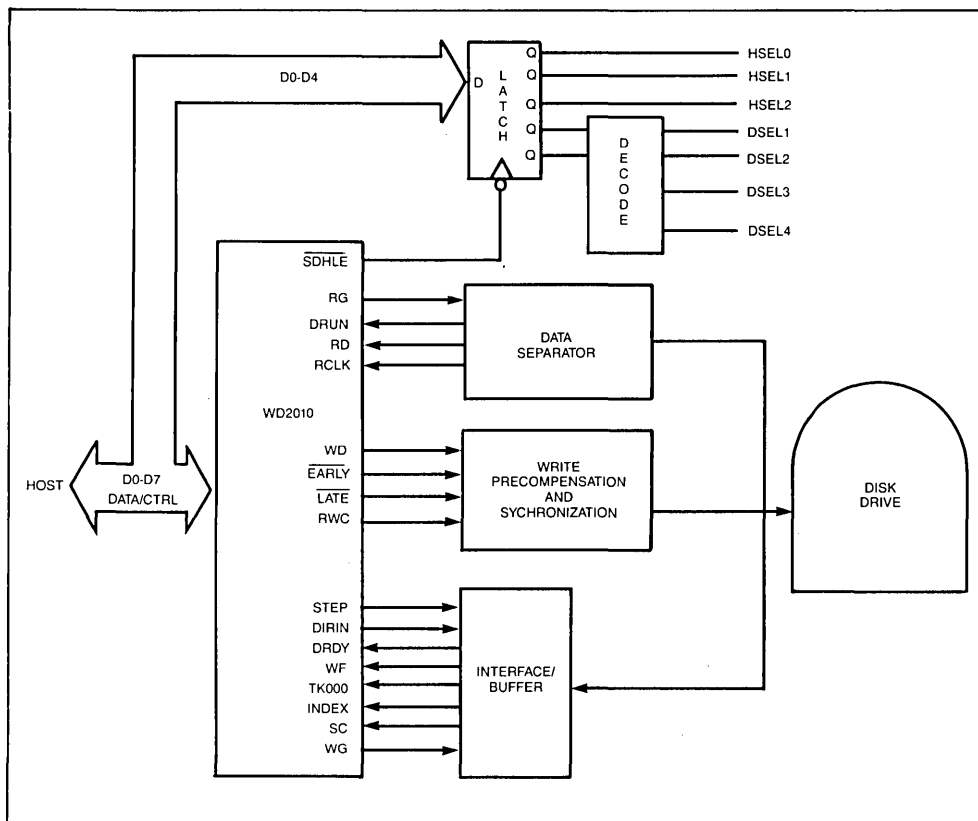 D0-D4
D
L
A
T
C
H
Q
Q
Q
Q
Q
HSEL0
HSEL1
HSEL2
DSEL1
DSEL2
DSEL3
DSEL4
D
E
C
O
D
E
SDHLE
RG
DRUN
RD
RCLK
DATA
SEPARATOR
WD2010
WD
EARLY
LATE
RWC
WRITE
PRECOMPENSATION
AND
SYCHRONIZATION
HOST
D0-D7
DATA/CTRL
DISK
DRIVE
STEP
DIRIN
DRDY
WF
TK000
INDEX
SC
WG
INTERFACE/
BUFFER